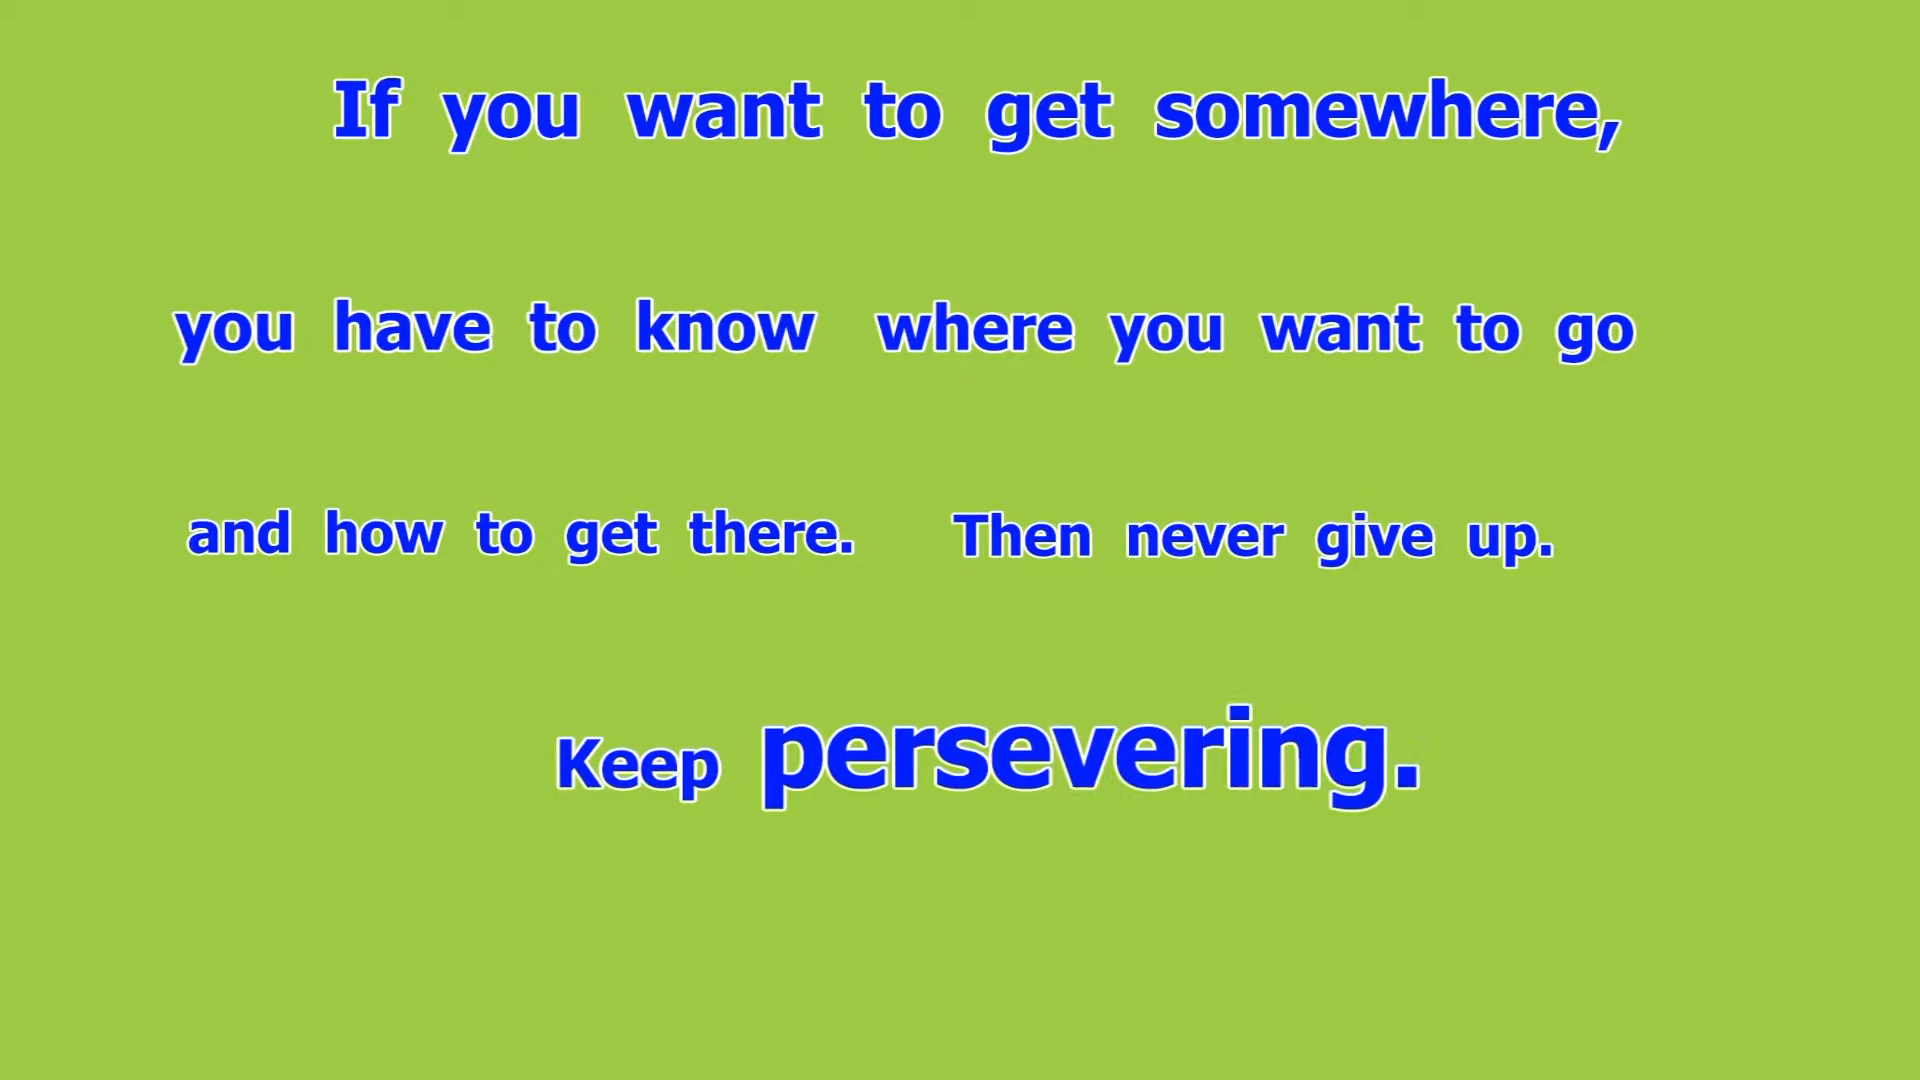 If you want to get somewhere,
you have to know where you want to go
and how to get there. Then never give up.
Keep persevering.